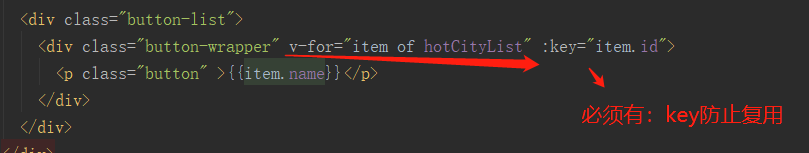 <div class="button-list">
<div class="button-wrapper" v-for="item of hotCityList" :key="item.id">
<p class="button" >{{item.name}}</p>
</div>
</div>
</div>
必须有：key防止复用